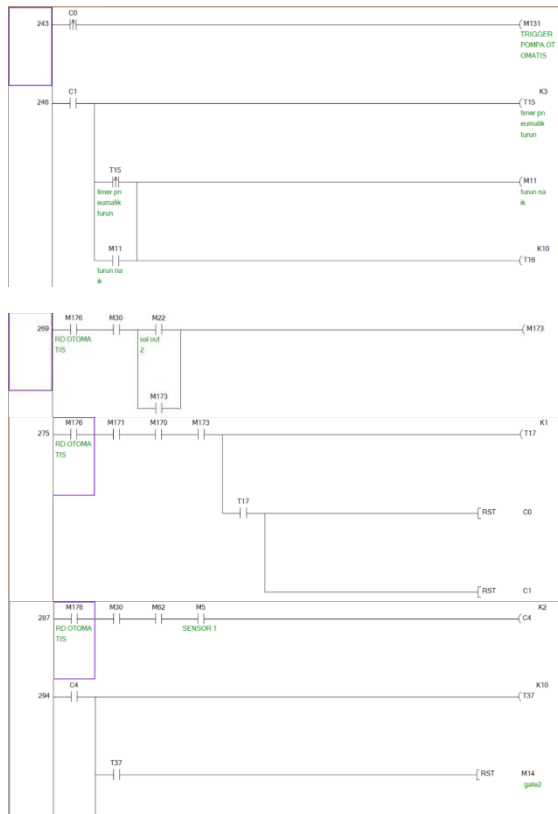 C0
243
M131
TRIGGER
POMPA OT
OMATIS
C1
K3
246
T15
timer pn
eumatik
turun
T15
M11
timer pn
eumatik
turun
turun na
ik
M11
K10
T16
turun na
ik
M176 M30 M22
269
M173
RD.OTOMA
TIS
val out
2
M173
M176 M171 M170 M173
K1
275
T17
RD.OTOMA
TIS
T17
RST C0
RST C1
M176 M30 M62 M5
K2
287
C4
RD.OTOMA
TIS
SENSOR 1
C4
K10
294
T37
T37
RST M14
gate2